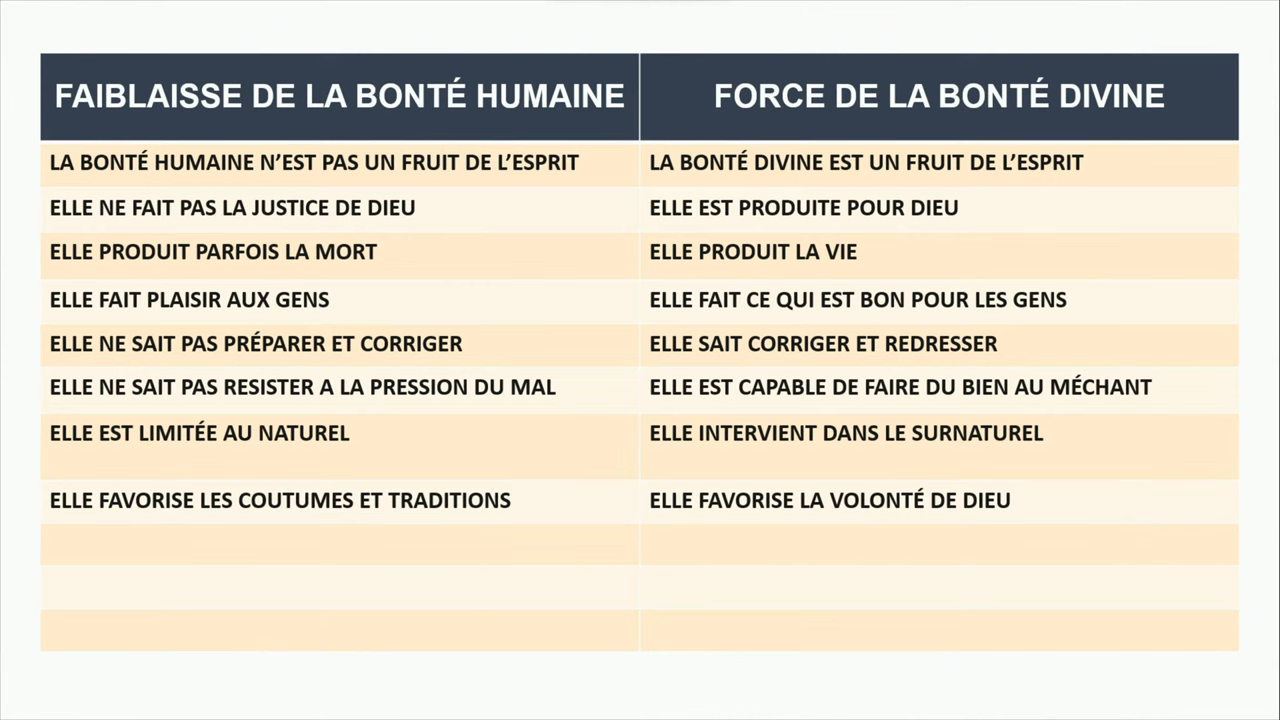 FAIBLAISSE DE LA BONTÉ HUMAINE
FORCE DE LA BONTÉ DIVINE
LA BONTÉ HUMAINE N’EST PAS UN FRUIT DE L’ESPRIT
LA BONTÉ DIVINE EST UN FRUIT DE L’ESPRIT
ELLE NE FAIT PAS LA JUSTICE DE DIEU
ELLE EST PRODUITE POUR DIEU
ELLE PRODUIT PARFOIS LA MORT
ELLE PRODUIT LA VIE
ELLE FAIT PLAISIR AUX GENS
ELLE FAIT CE QUI EST BON POUR LES GENS
ELLE NE SAIT PAS PRÉPARER ET CORRIGER
ELLE SAIT CORRIGER ET REDRESSER
ELLE NE SAIT PAS RESISTER A LA PRESSION DU MAL
ELLE EST CAPABLE DE FAIRE DU BIEN AU MÉCHANT
ELLE EST LIMITÉE AU NATUREL
ELLE INTERVIENT DANS LE SURNATUREL
ELLE FAVORISE LES COUTUMES ET TRADITIONS
ELLE FAVORISE LA VOLONTÉ DE DIEU